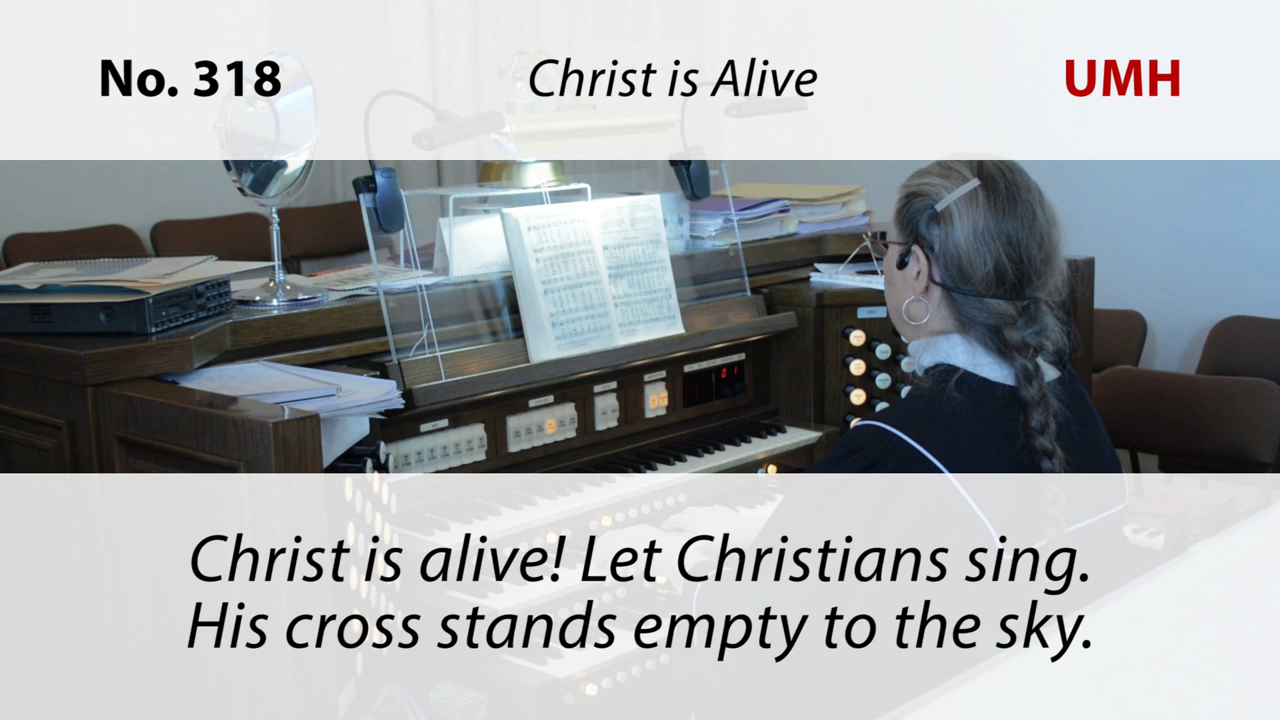 No. 318
Christ is Alive
UMH
01
Christ is alive! Let Christians sing.
His cross stands empty to the sky.